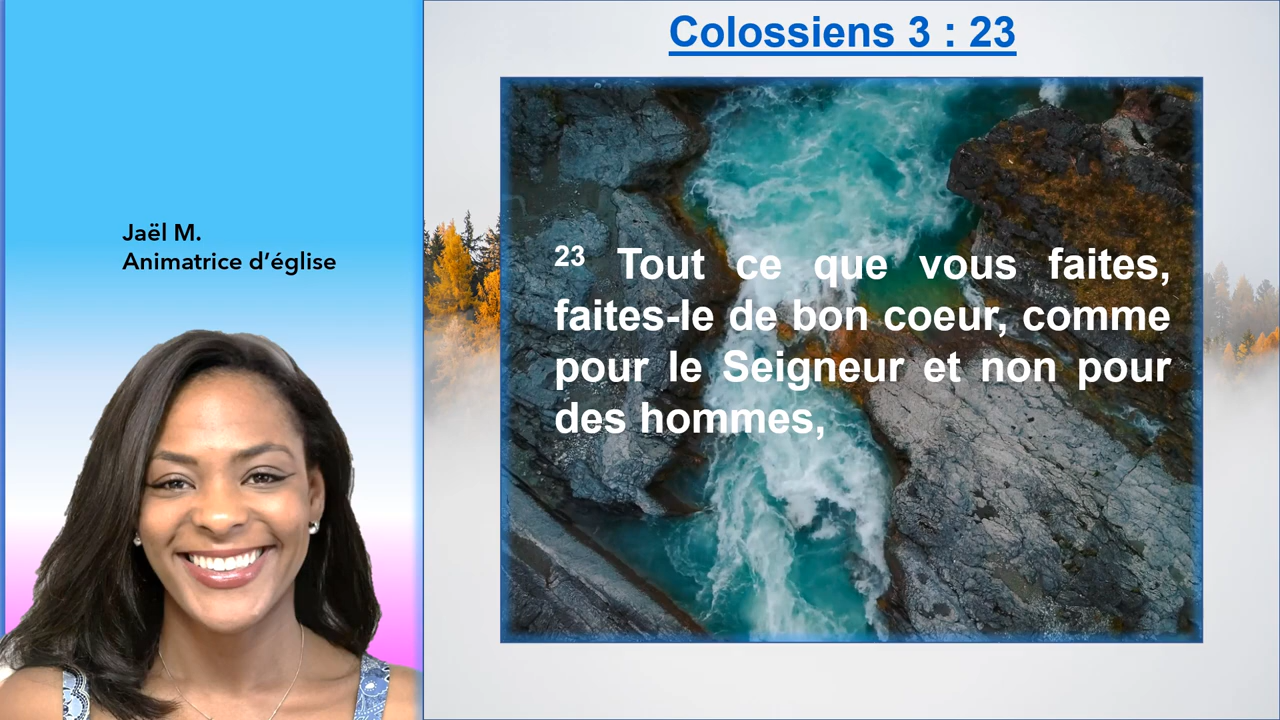 Colossiens 3 : 23
Jaël M.
Animatrice d’église
23 Tout ce que vous faites,
faites-le de bon coeur, comme
pour le Seigneur et non pour
des hommes,